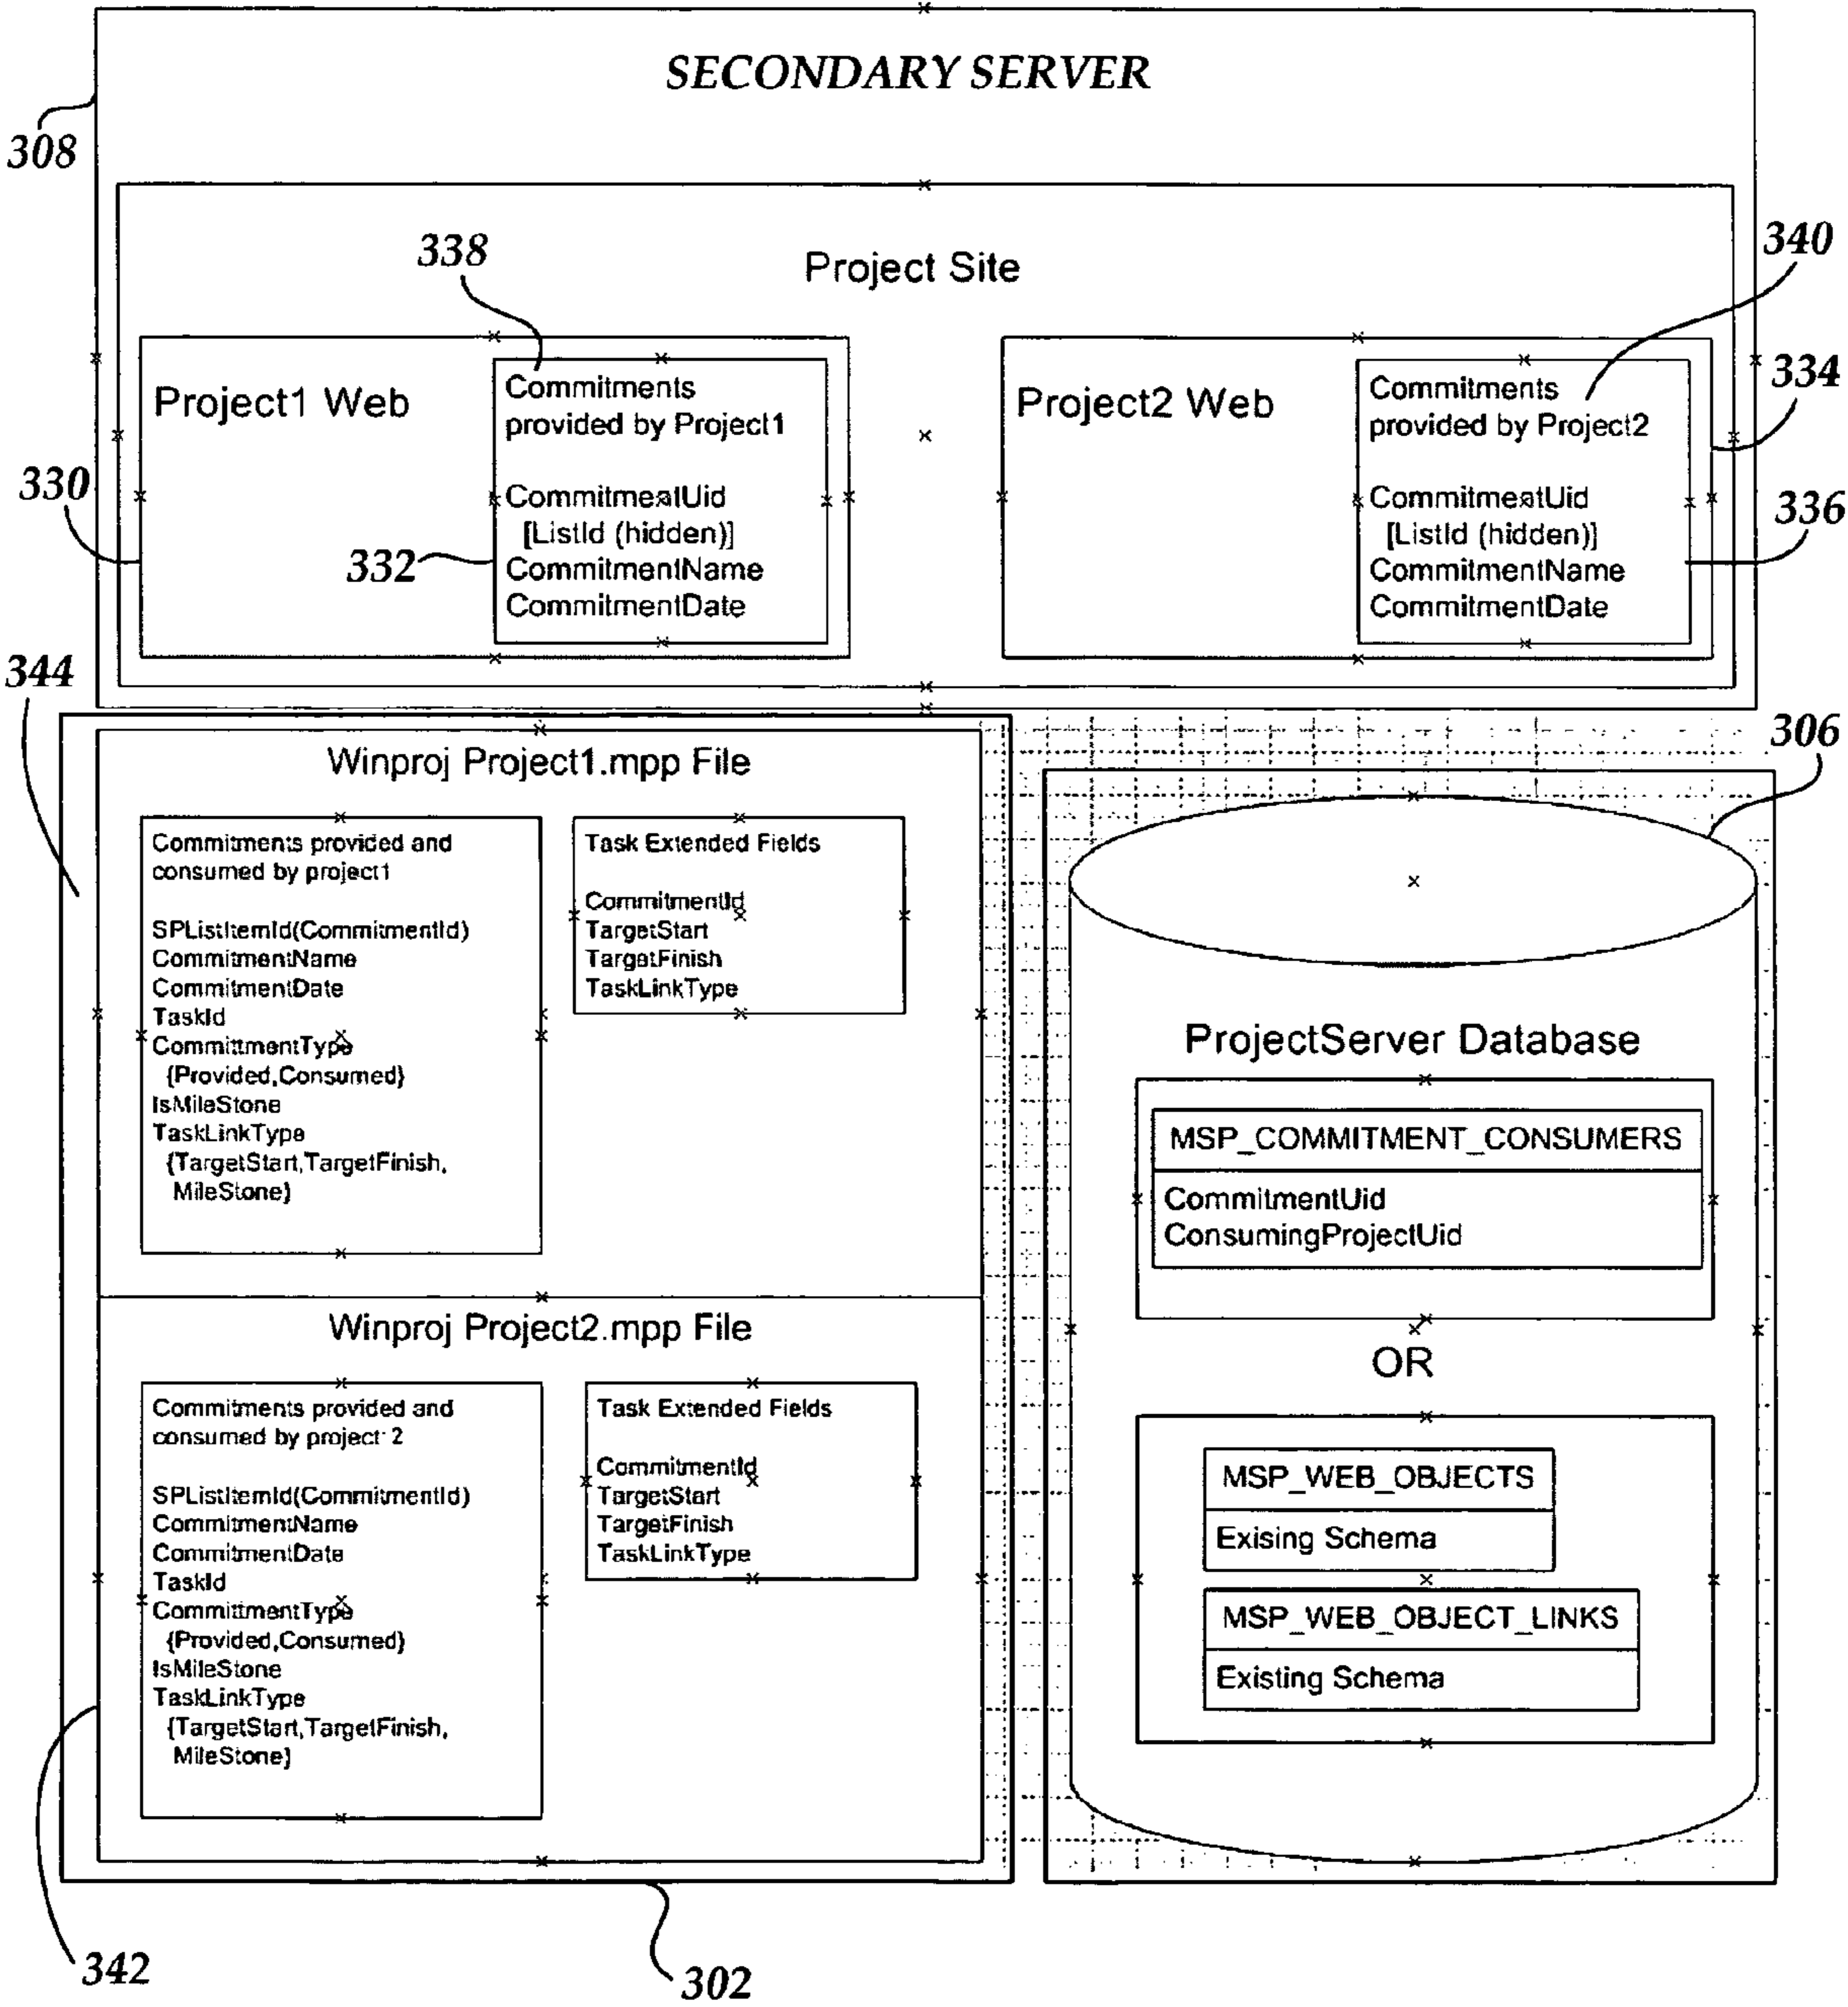 SECONDARY SERVER
308
Project Site
338
340
Project1 Web
Commitments
provided by Project1
CommitmentUid
[ListId (hidden)]
CommitmentName
CommitmentDate
330
332
Project2 Web
Commitments
provided by Project2
CommitmentUid
[ListId (hidden)]
CommitmentName
CommitmentDate
334
336
344
Winproj Project1.mpp File
Commitments provided and
consumed by project1
SPListItemId(CommitmentId)
CommitmentName
CommitmentDate
TaskId
CommittmentType
{Provided,Consumed}
IsMileStone
TaskLinkType
{TargetStart,TargetFinish,
MileStone}
Task Extended Fields
CommitmentId
TargetStart
TargetFinish
TaskLinkType
Winproj Project2.mpp File
Commitments provided and
consumed by project 2
SPListItemId(CommitmentId)
CommitmentName
CommitmentDate
TaskId
CommittmentType
{Provided,Consumed}
IsMileStone
TaskLinkType
{TargetStart,TargetFinish,
MileStone}
Task Extended Fields
CommitmentId
TargetStart
TargetFinish
TaskLinkType
342
302
306
ProjectServer Database
MSP_COMMITMENT_CONSUMERS
CommitmentUid
ConsumingProjectUid
OR
MSP_WEB_OBJECTS
Exising Schema
MSP_WEB_OBJECT_LINKS
Existing Schema